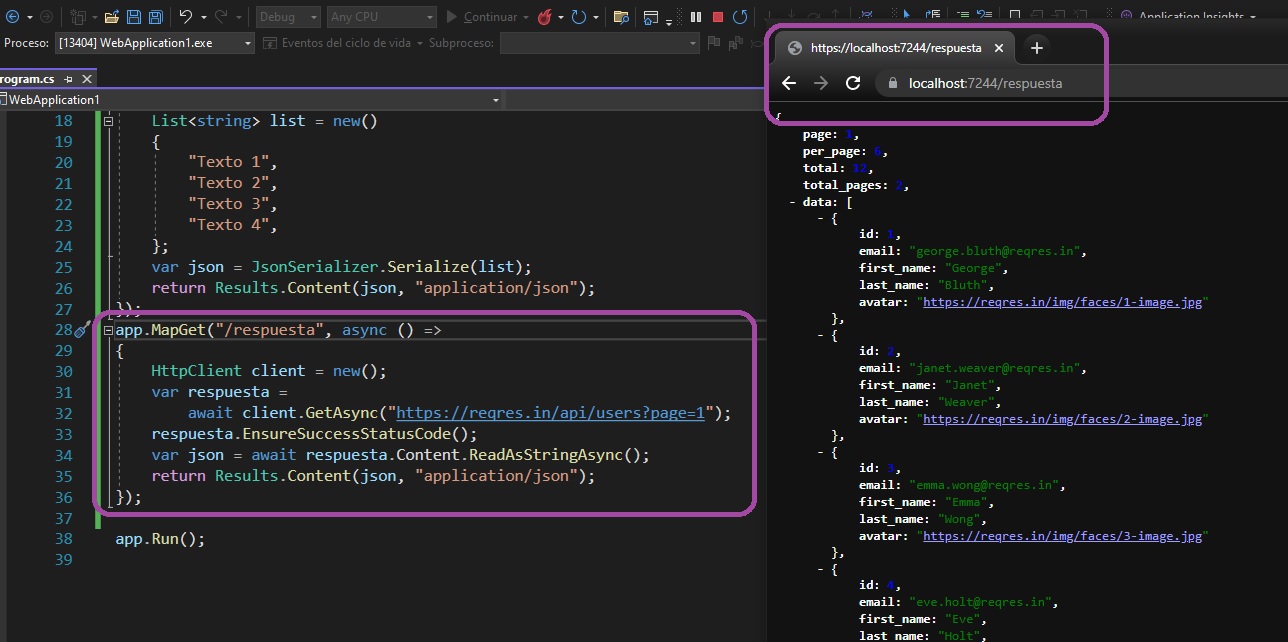 Debug
Any CPU
Continuar
Application Insights
Proceso:
[13404] WebApplication1.exe
Eventos del ciclo de vida
Subproceso:
rogram.cs
WebApplication1
18 List<string> list = new()
19 {
20 "Texto 1",
21 "Texto 2",
22 "Texto 3",
23 "Texto 4",
24 };
25 var json = JsonSerializer.Serialize(list);
26 return Results.Content(json, "application/json");
27 });
28 app.MapGet("/respuesta", async () =>
29 {
30 HttpClient client = new();
31 var respuesta =
32 await client.GetAsync("https://reqres.in/api/users?page=1");
33 respuesta.EnsureSuccessStatusCode();
34 var json = await respuesta.Content.ReadAsStringAsync();
35 return Results.Content(json, "application/json");
36 });
37
38 app.Run();
39
https://localhost:7244/respuesta
localhost:7244/respuesta
{
page: 1,
per_page: 6,
total: 12,
total_pages: 2,
- data: [
- {
id: 1,
email: "george.bluth@reqres.in",
first_name: "George",
last_name: "Bluth",
avatar: "https://reqres.in/img/faces/1-image.jpg"
},
- {
id: 2,
email: "janet.weaver@reqres.in",
first_name: "Janet",
last_name: "Weaver",
avatar: "https://reqres.in/img/faces/2-image.jpg"
},
- {
id: 3,
email: "emma.wong@reqres.in",
first_name: "Emma",
last_name: "Wong",
avatar: "https://reqres.in/img/faces/3-image.jpg"
},
- {
id: 4,
email: "eve.holt@reqres.in",
first_name: "Eve",
last_name: "Holt",